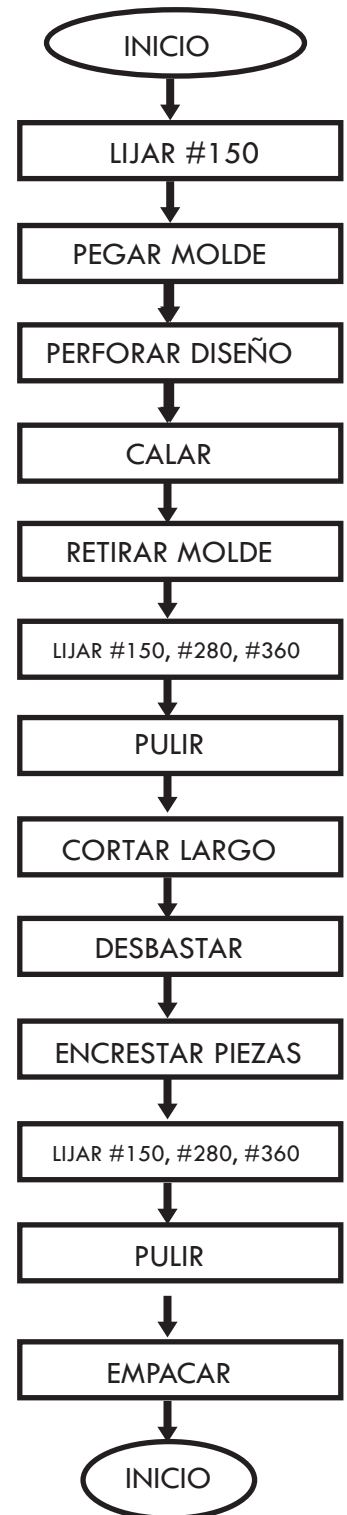 INICIO
LIJAR #150
PEGAR MOLDE
PERFORAR DISEÑO
CALAR
RETIRAR MOLDE
LIJAR #150, #280, #360
PULIR
CORTAR LARGO
DESBASTAR
ENCRESTAR PIEZAS
LIJAR #150, #280, #360
PULIR
EMPACAR
INICIO